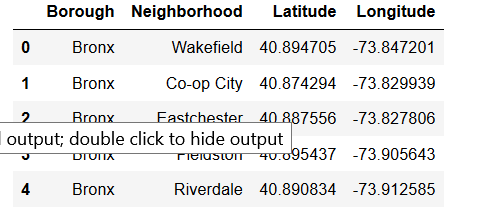 Borough Neighborhood Latitude Longitude
0 Bronx Wakefield 40.894705 -73.847201
1 Bronx Co-op City 40.874294 -73.829939
2 Bronx Eastchester 40.887556 -73.827806
output; double click to hide output
3 Bronx Fieldston 40.895437 -73.905643
4 Bronx Riverdale 40.890834 -73.912585